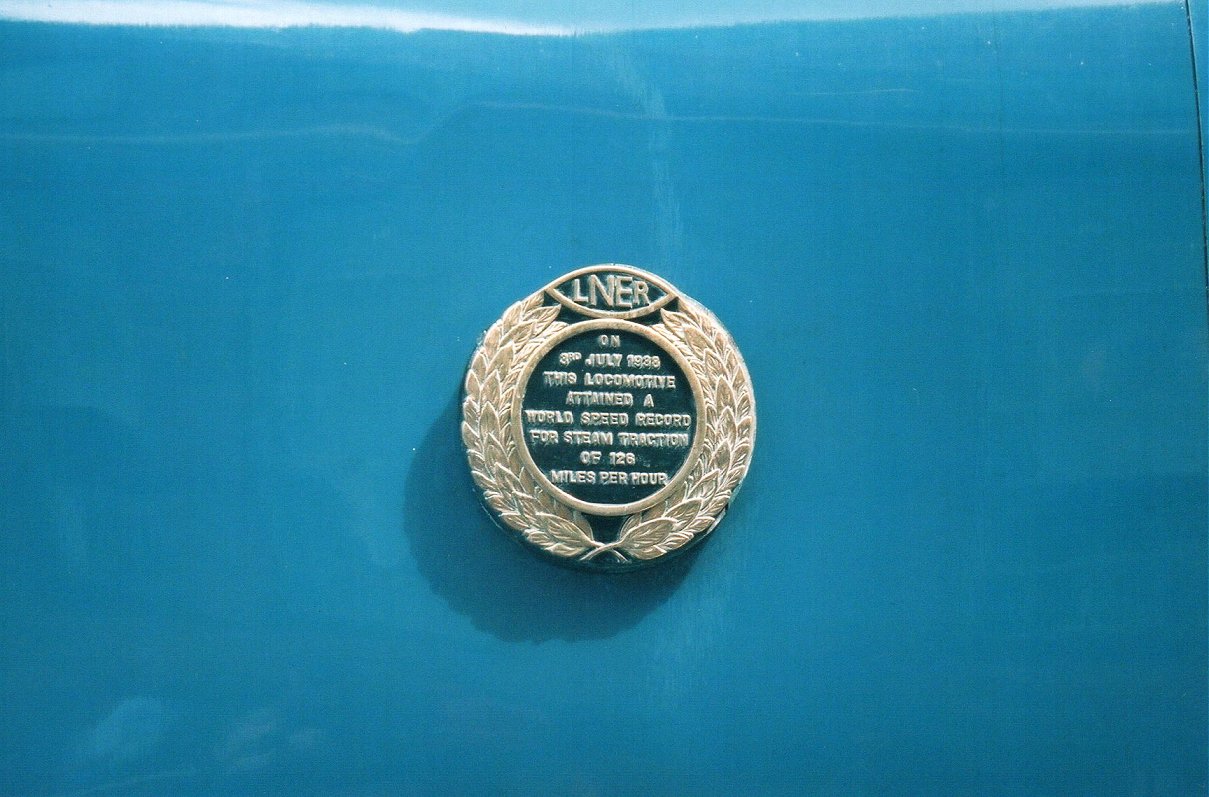 LNER
ON
3RD JULY 1938
THIS LOCOMOTIVE
ATTAINED A
WORLD SPEED RECORD
FOR STEAM TRACTION
OF 126
MILES PER HOUR